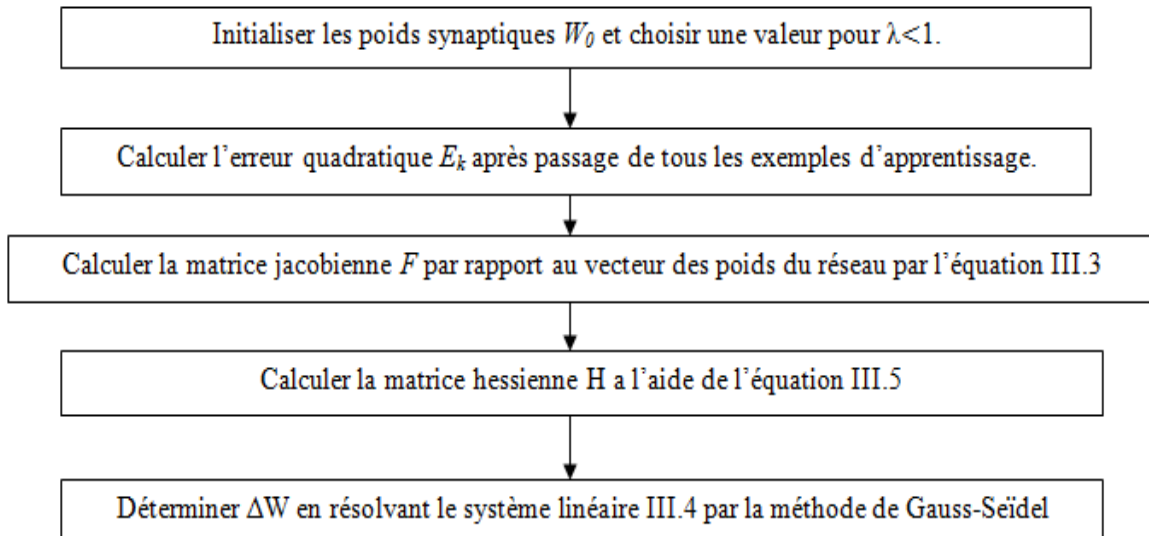 Initialiser les poids synaptiques W0 et choisir une valeur pour λ<1.
Calculer l’erreur quadratique Ek après passage de tous les exemples d’apprentissage.
Calculer la matrice jacobienne F par rapport au vecteur des poids du réseau par l’équation III.3
Calculer la matrice hessienne H a l’aide de l’équation III.5
Déterminer ΔW en résolvant le système linéaire III.4 par la méthode de Gauss-Seïdel